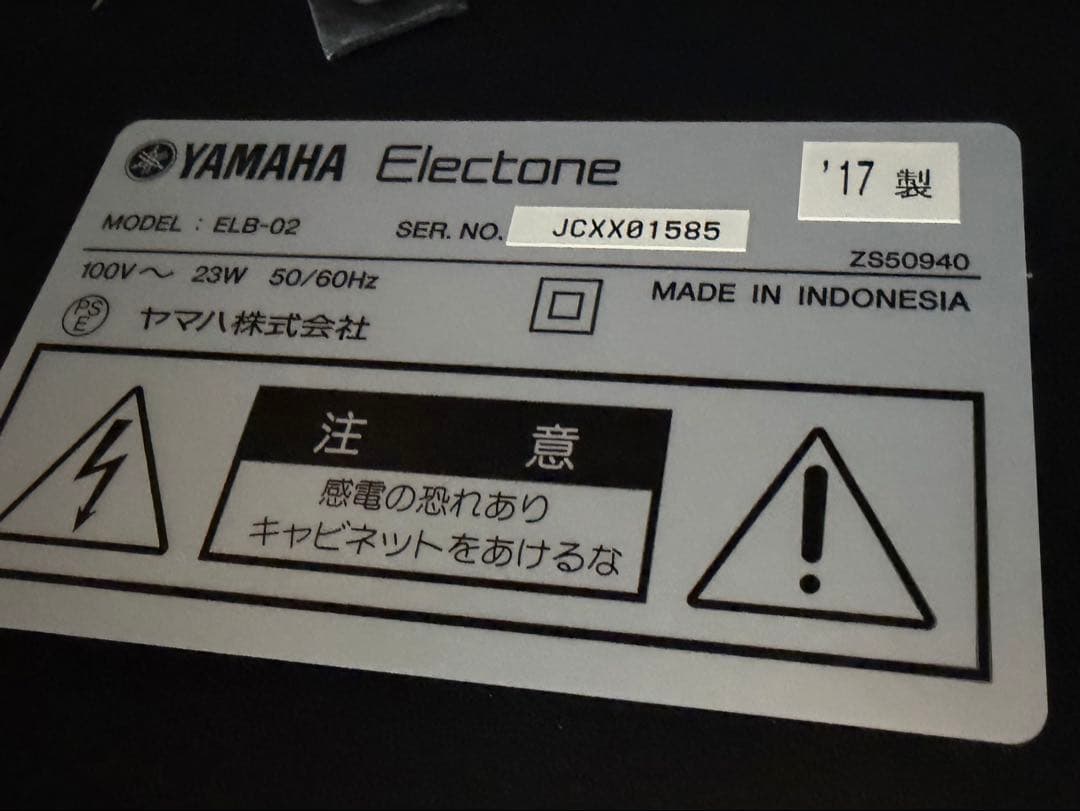 YAMAHA Electone '17 製
MODEL : ELB-02 SER. NO. JCXX01585
ZS50940
100V～ 23W 50/60Hz MADE IN INDONESIA
PSE ヤマハ株式会社
注意
感電の恐れあり
キャビネットをあけるな